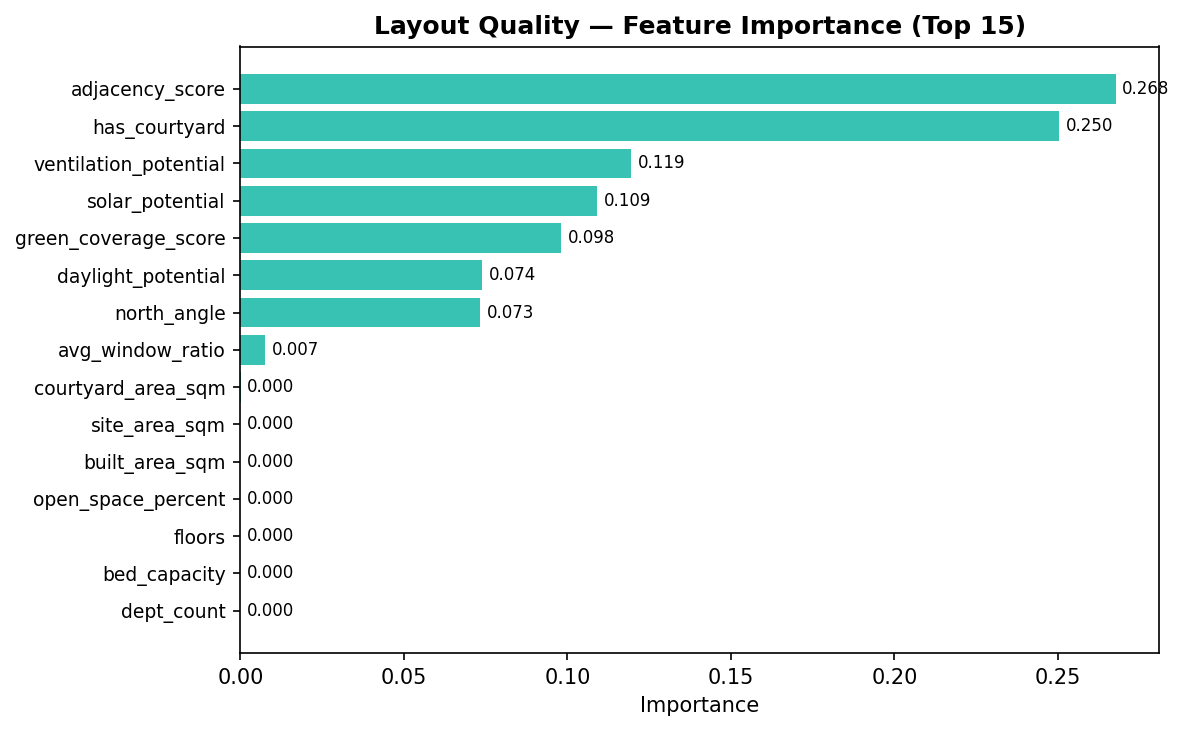 Layout Quality — Feature Importance (Top 15)
adjacency_score 0.268
has_courtyard 0.250
ventilation_potential 0.119
solar_potential 0.109
green_coverage_score 0.098
daylight_potential 0.074
north_angle 0.073
avg_window_ratio 0.007
courtyard_area_sqm 0.000
site_area_sqm 0.000
built_area_sqm 0.000
open_space_percent 0.000
floors 0.000
bed_capacity 0.000
dept_count 0.000
0.00 0.05 0.10 0.15 0.20 0.25
Importance